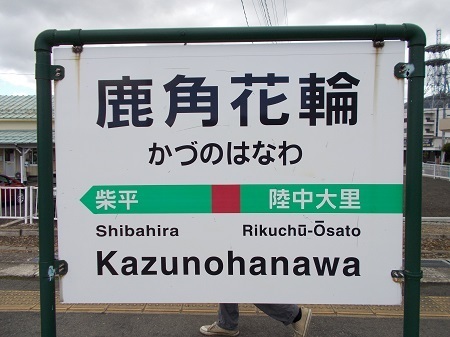 鹿角花輪
かづのはなわ
柴平 陸中大里
Shibahira Rikuchū-Ōsato
Kazunohanawa